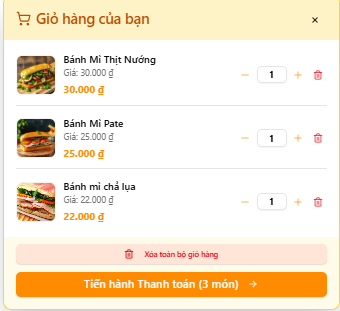 Giỏ hàng của bạn
Bánh Mì Thịt Nướng
Giá: 30.000 ₫
30.000 ₫
1
Bánh Mì Pate
Giá: 25.000 ₫
25.000 ₫
1
Bánh mì chả lụa
Giá: 22.000 ₫
22.000 ₫
1
Xóa toàn bộ giỏ hàng
Tiến hành Thanh toán (3 món) →